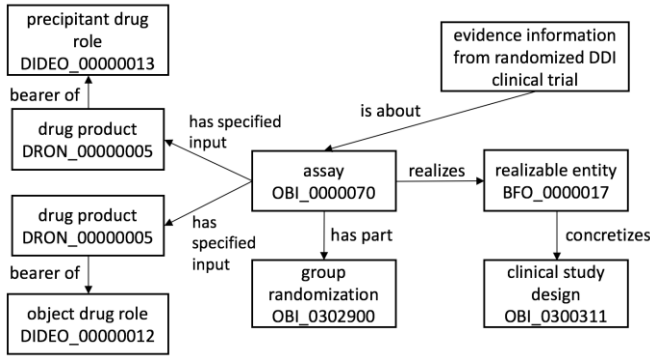 precipitant drug
role
DIDEO_00000013
bearer of
drug product
DRON_00000005
has specified
input
drug product
DRON_00000005
has
specified
input
bearer of
object drug role
DIDEO_00000012
evidence information
from randomized DDI
clinical trial
is about
assay
OBI_0000070
realizes
realizable entity
BFO_0000017
has part
concretizes
group
randomization
OBI_0302900
clinical study
design
OBI_0300311